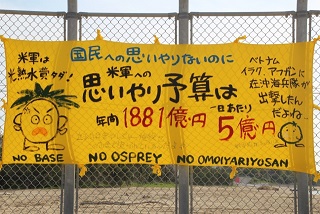 国民への思いやりないのに
米軍は
光熱水費タダ!
米軍への
思いやり予算は
年間1881億円
一日あたり
5億円
ベトナム
イラク、アフガンに
在沖海兵隊が
出撃したん
だよね
NO BASE
NO OSPREY
NO OMOIYARIYOSAN